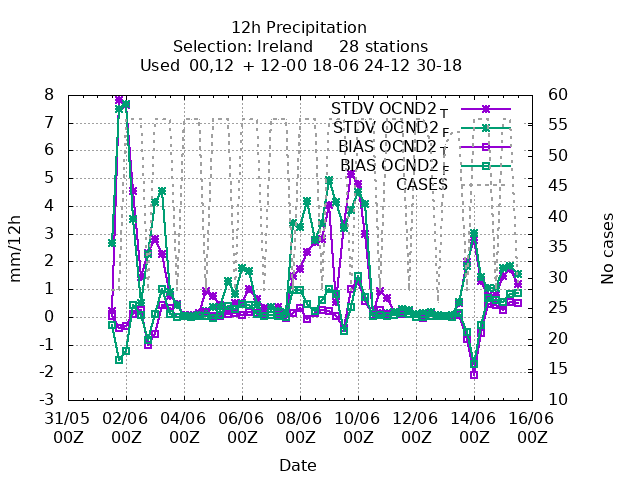 12h Precipitation
Selection: Ireland 28 stations
Used 00,12 + 12-00 18-06 24-12 30-18
STDV OCND2 T
STDV OCND2 F
BIAS OCND2 T
BIAS OCND2 F
CASES
mm/12h
8
7
6
5
4
3
2
1
0
-1
-2
-3
No cases
60
55
50
45
40
35
30
25
20
15
10
31/05 02/06 04/06 06/06 08/06 10/06 12/06 14/06 16/06
00Z 00Z 00Z 00Z 00Z 00Z 00Z 00Z 00Z
Date